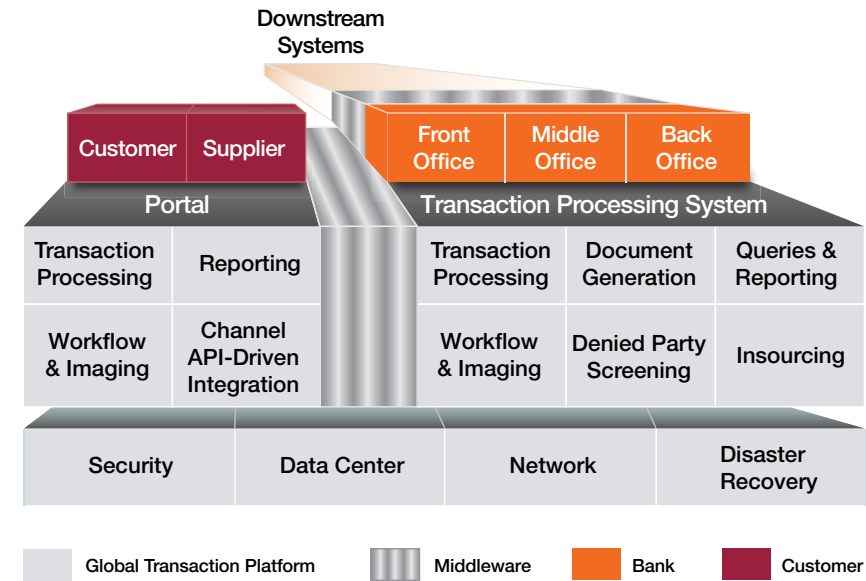 Downstream
Systems
Customer
Supplier
Front
Office
Middle
Office
Back
Office
Portal
Transaction Processing System
Transaction
Processing
Reporting
Transaction
Processing
Document
Generation
Queries &
Reporting
Workflow
& Imaging
Channel
API-Driven
Integration
Workflow
& Imaging
Denied Party
Screening
Insourcing
Security
Data Center
Network
Disaster
Recovery
Global Transaction Platform
Middleware
Bank
Customer